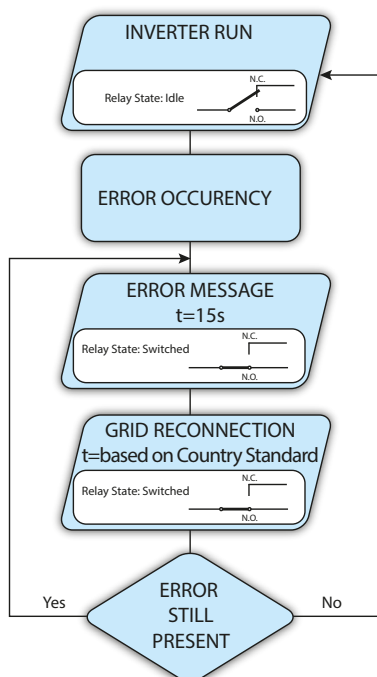 INVERTER RUN
N.C.
Relay State: Idle
N.O.
ERROR OCCURENCY
ERROR MESSAGE
t=15s
N.C.
Relay State: Switched
N.O.
GRID RECONNECTION
t=based on Country Standard
N.C.
Relay State: Switched
N.O.
Yes
ERROR
STILL
PRESENT
No